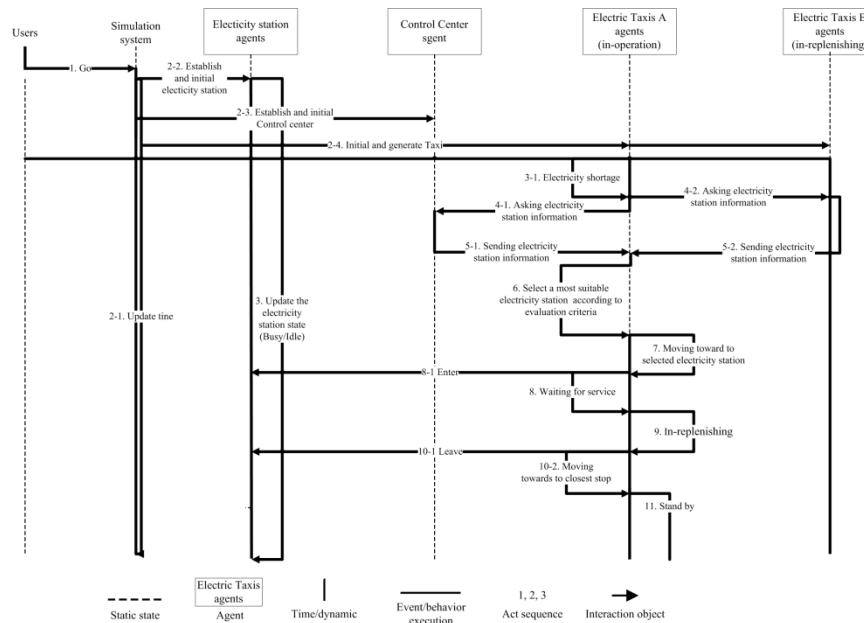 Users
Simulation
system
Electicity station
agents
Control Center
sgent
Electric Taxis A
agents
(in-operation)
Electric Taxis B
agents
(in-replenishing)
1. Go
2-2. Establish
and initial
electicity station
2-3. Establish and initial
Control center
2-4. Initial and generate Taxi
3-1. Electricity shortage
4-1. Asking electricity
station information
4-2. Asking electricity
station information
5-1. Sending electricity
station information
5-2. Sending electricity
station information
6. Select a most suitable
electricity station according to
evaluation criteria
2-1. Update tine
3. Update the
electricity
station state
(Busy/Idle)
7. Moving toward to
selected electricity station
8-1 Enter
8. Waiting for service
9. In-replenishing
10-1 Leave
10-2. Moving
towards to closest stop
11. Stand by
Static state
Electric Taxis
agents
Agent
Time/dynamic
Event/behavior
execution
1, 2, 3
Act sequence
Interaction object